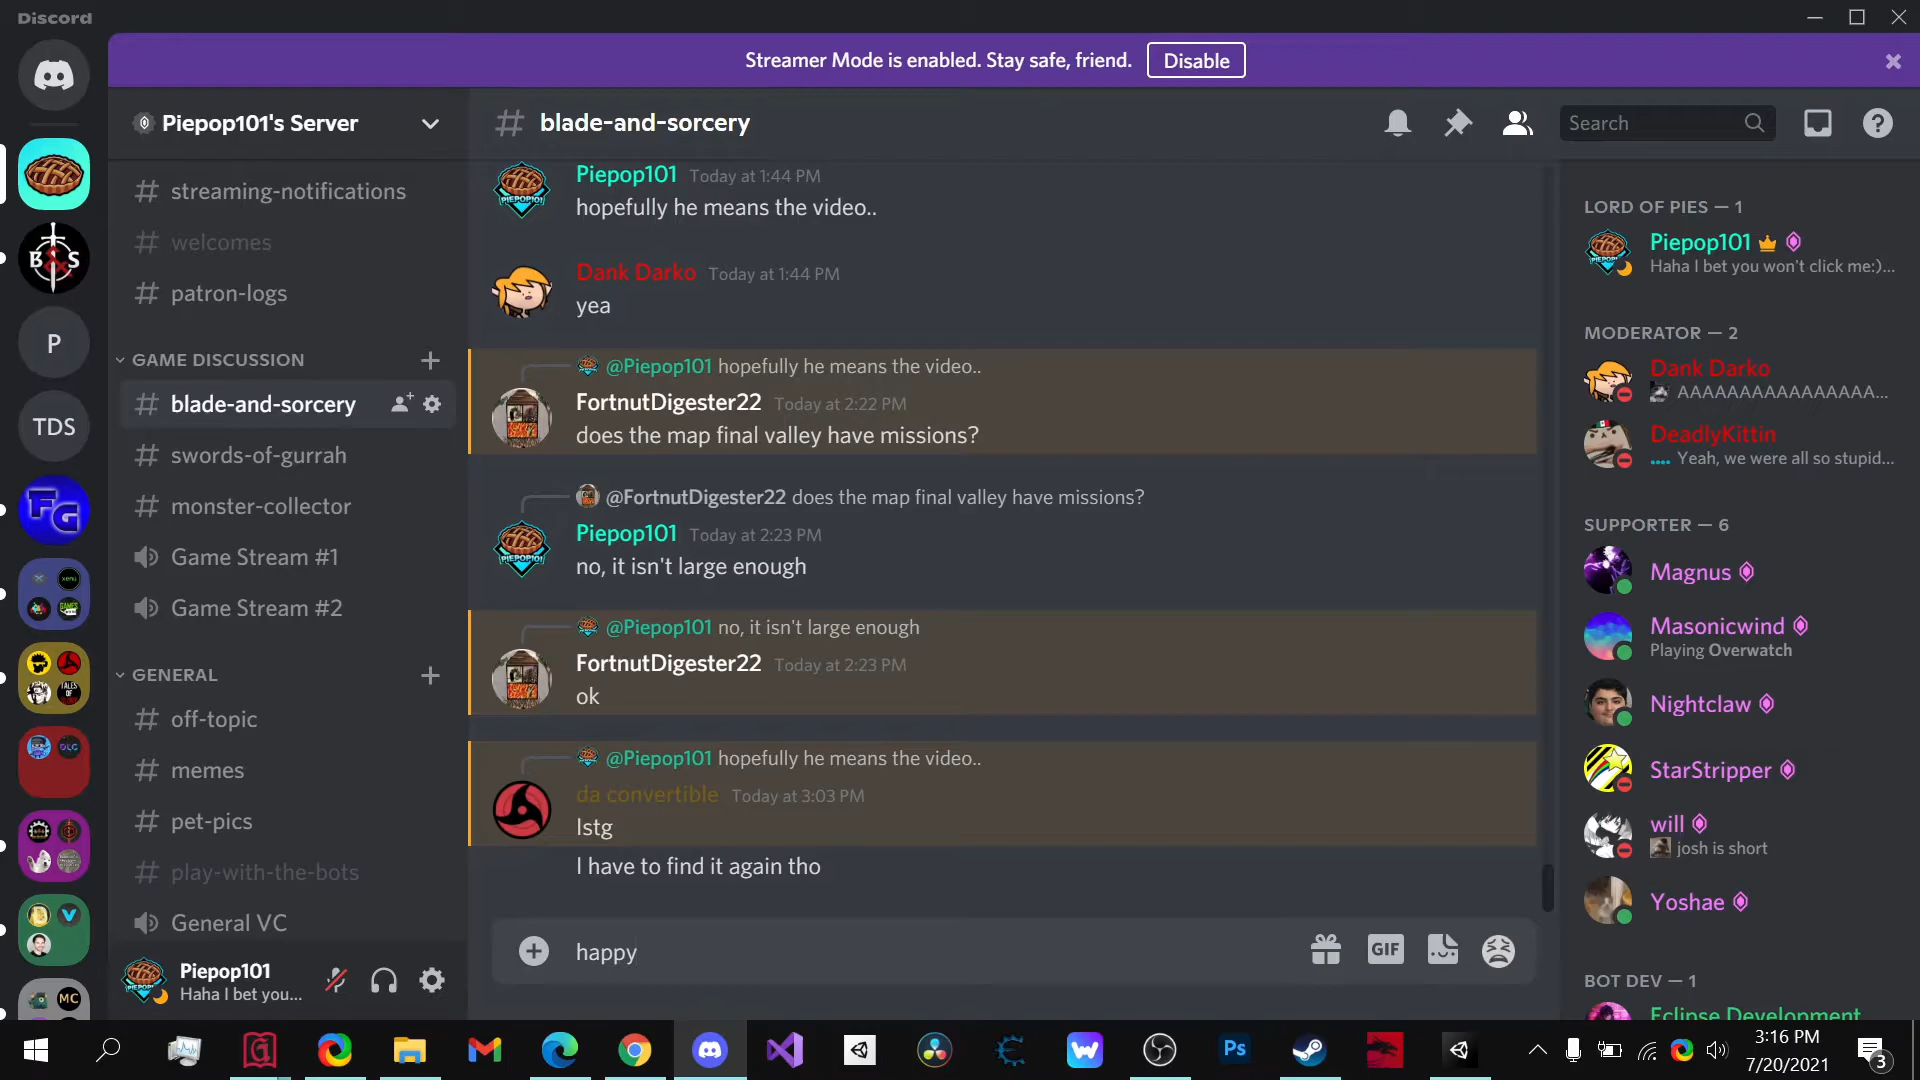 Discord
Streamer Mode is enabled. Stay safe, friend.
Disable
Piepop101's Server
streaming-notifications
welcomes
patron-logs
GAME DISCUSSION
blade-and-sorcery
swords-of-gurrah
monster-collector
Game Stream #1
Game Stream #2
GENERAL
off-topic
memes
pet-pics
play-with-the-bots
General VC
Piepop101
Haha I bet you...
P
TDS
FG
MC
# blade-and-sorcery
Search
Piepop101 Today at 1:44 PM
hopefully he means the video..
Dank Darko Today at 1:44 PM
yea
@Piepop101 hopefully he means the video..
FortnutDigester22 Today at 2:22 PM
does the map final valley have missions?
@FortnutDigester22 does the map final valley have missions?
Piepop101 Today at 2:23 PM
no, it isn't large enough
@Piepop101 no, it isn't large enough
FortnutDigester22 Today at 2:23 PM
ok
@Piepop101 hopefully he means the video..
da convertible Today at 3:03 PM
lstg
I have to find it again tho
happy
GIF
LORD OF PIES — 1
Piepop101
Haha I bet you won't click me:)...
MODERATOR — 2
Dank Darko
AAAAAAAAAAAAAAA...
DeadlyKittin
Yeah, we were all so stupid...
SUPPORTER — 6
Magnus
Masonicwind
Playing Overwatch
Nightclaw
StarStripper
will
josh is short
Yoshae
BOT DEV — 1
Eclipse Development
Ps
3:16 PM
7/20/2021
3